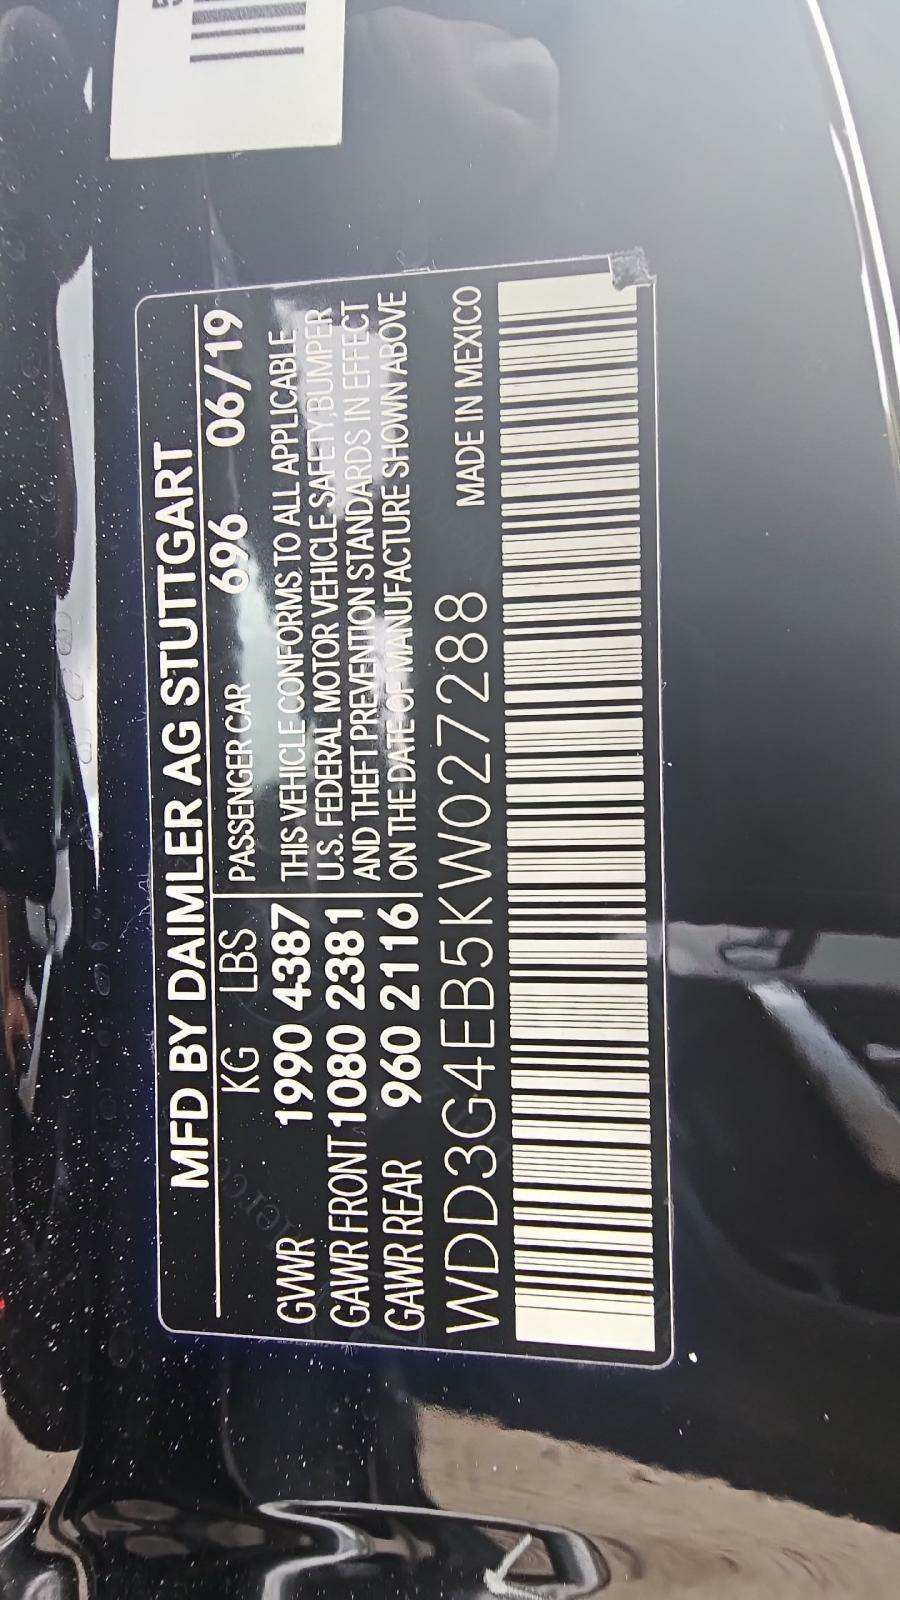 MFD BY DAIMLER AG STUTTGART
KG LBS PASSENGER CAR 696 06/19
GVWR 1990 4387 THIS VEHICLE CONFORMS TO ALL APPLICABLE
GAWR FRONT 1080 2381 U.S. FEDERAL MOTOR VEHICLE SAFETY,BUMPER
AND THEFT PREVENTION STANDARDS IN EFFECT
GAWR REAR 960 2116 ON THE DATE OF MANUFACTURE SHOWN ABOVE
WDD3G4EB5KW027288 MADE IN MEXICO